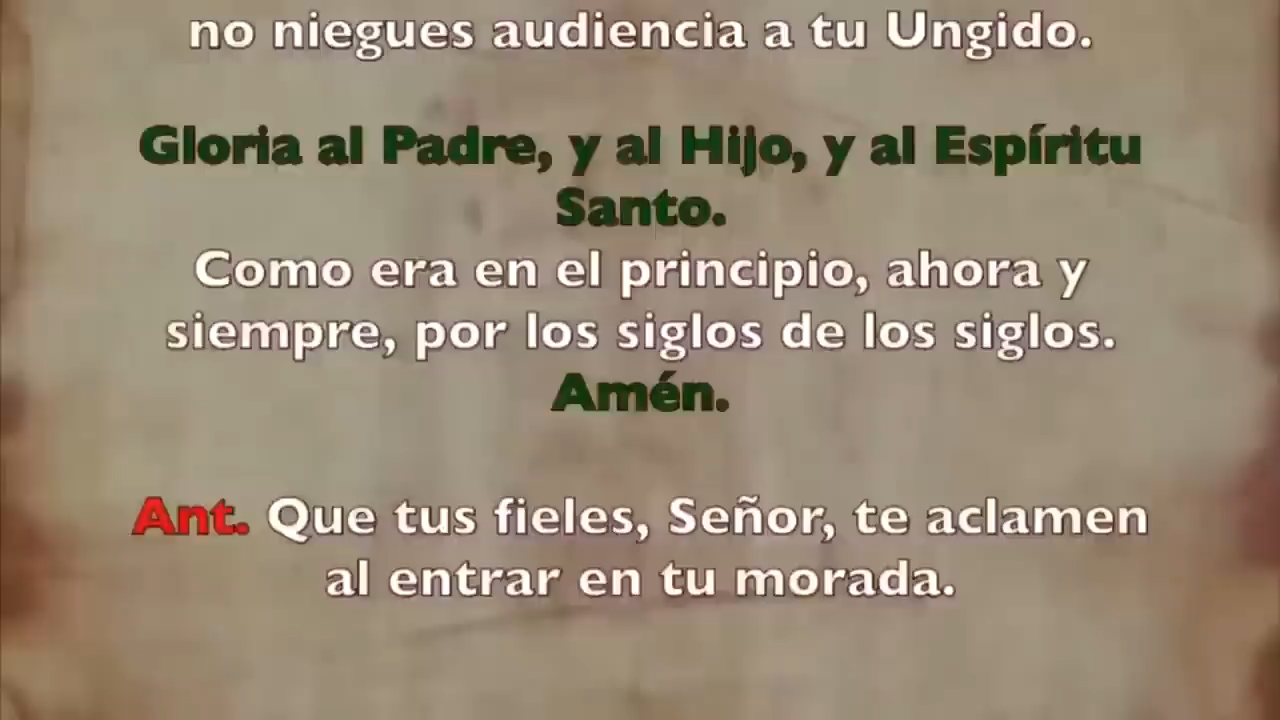 no niegues audiencia a tu Ungido.
Gloria al Padre, y al Hijo, y al Espíritu
Santo.
Como era en el principio, ahora y
siempre, por los siglos de los siglos.
Amén.
Ant. Que tus fieles, Señor, te aclamen
al entrar en tu morada.